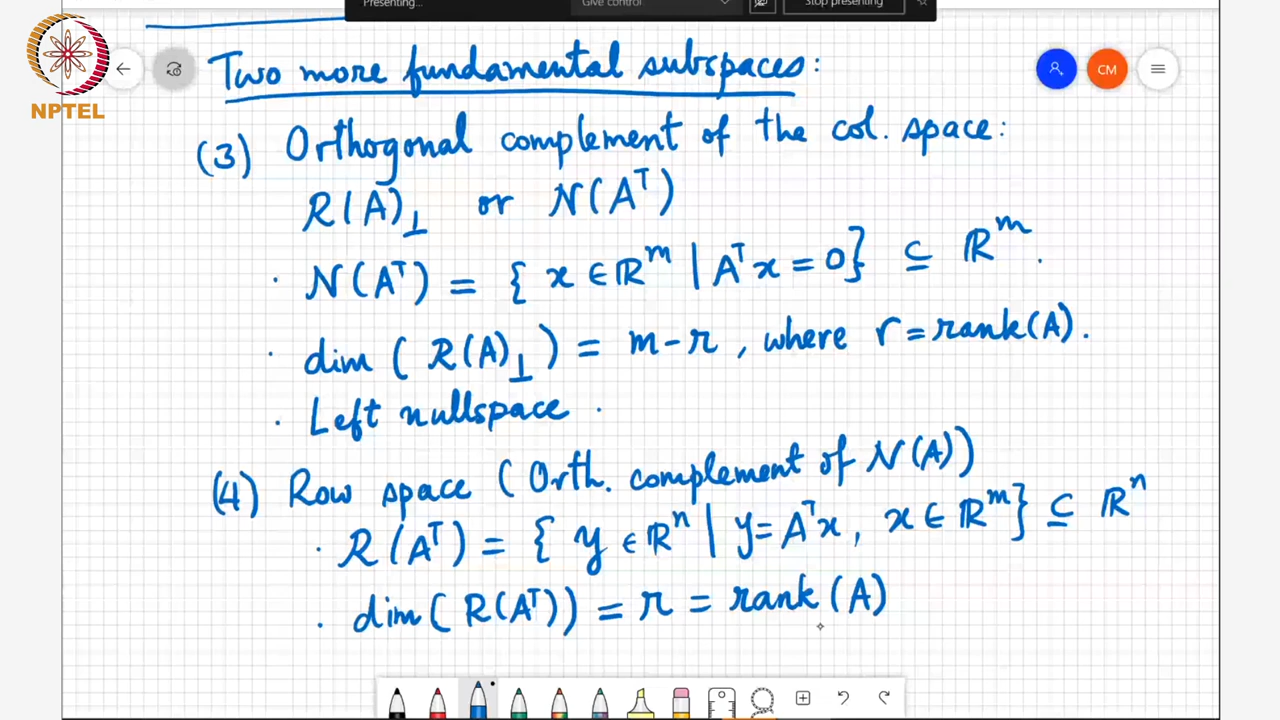 Presenting...
Give control
Stop presenting
NPTEL
CM
Two more fundamental subspaces:
(3) Orthogonal complement of the col. space:
R(A)⊥ or N(Aᵀ)
· N(Aᵀ) = { x ∈ ℝᵐ | Aᵀx = 0} ⊆ ℝᵐ.
· dim ( R(A)⊥ ) = m-r, where r = rank(A).
· Left nullspace.
(4) Row space (Orth. complement of N(A))
· R(Aᵀ) = { y ∈ ℝⁿ | y = Aᵀx, x ∈ ℝᵐ} ⊆ ℝⁿ
· dim( R(Aᵀ)) = r = rank(A)